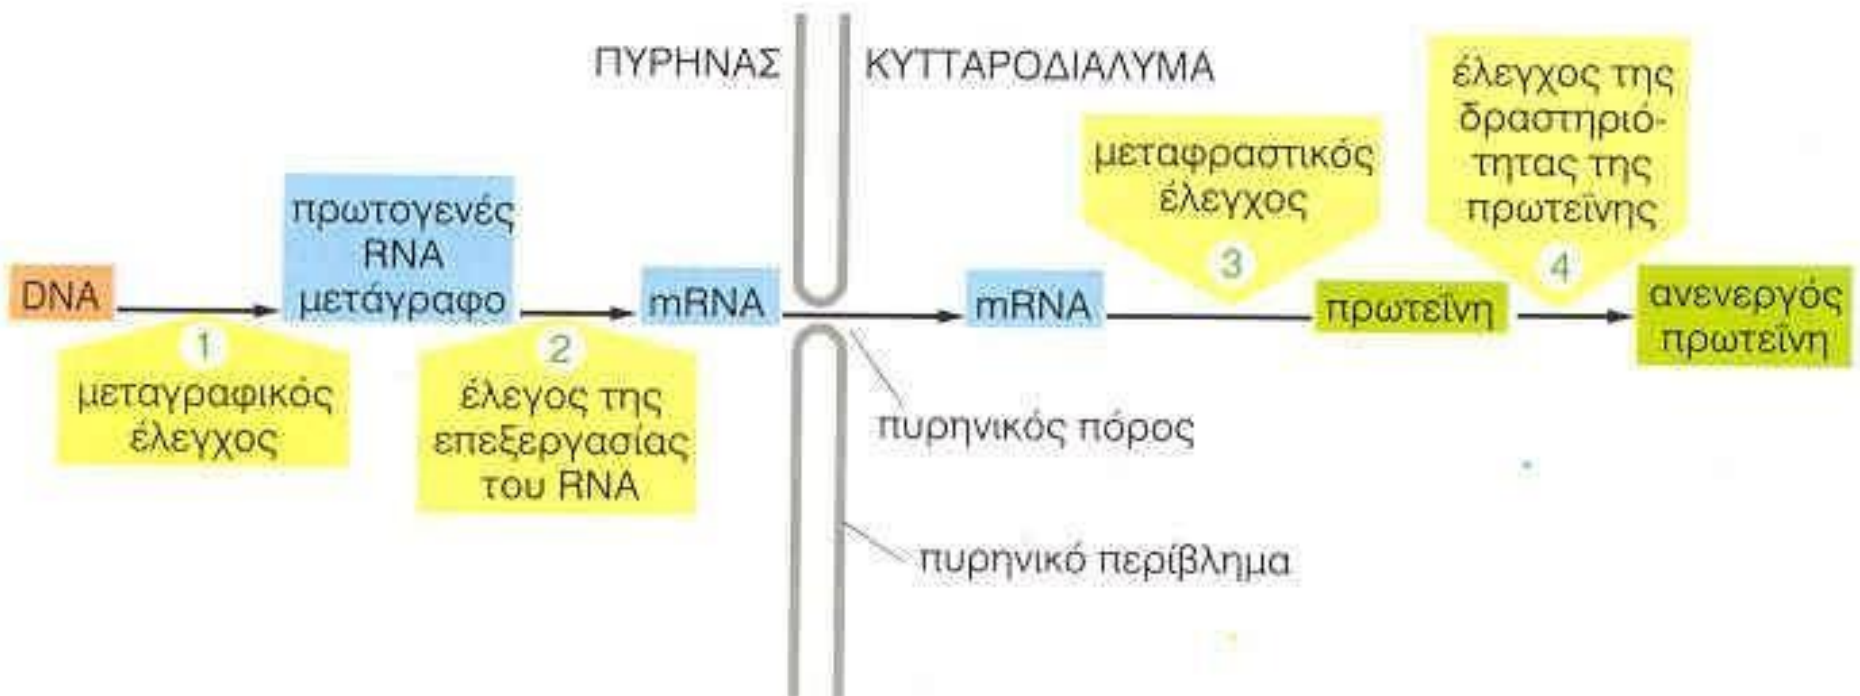 ΠΥΡΗΝΑΣ
ΚΥΤΤΑΡΟΔΙΑΛΥΜΑ
DNA
πρωτογενές
RNA
μετάγραφο
mRNA
mRNA
πρωτεΐνη
ανενεργός
πρωτεΐνη
1
μεταγραφικός
έλεγχος
2
έλεγος της
επεξεργασίας
του RNA
μεταφραστικός
έλεγχος
3
έλεγχος της
δραστηριό-
τητας της
πρωτεΐνης
4
πυρηνικός πόρος
πυρηνικό περίβλημα